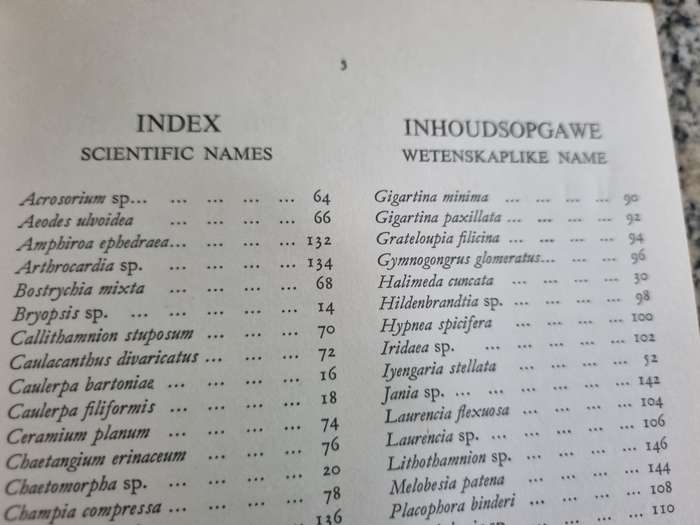 3
INDEX
SCIENTIFIC NAMES
Acrosorium sp... ... ... ... ... 64
Aeodes ulvoidea ... ... ... ... 66
Amphiroa ephedraea... ... ... ... 132
Arthrocardia sp. ... ... ... ... 134
Bostrychia mixta ... ... ... ... 68
Bryopsis sp. ... ... ... ... ... 14
Callithamnion stuposum ... ... ... 70
Caulacanthus divaricatus ... ... ... 72
Caulerpa bartoniae ... ... ... ... 16
Caulerpa filiformis ... ... ... ... 18
Ceramium planum ... ... ... ... 74
Chaetangium erinaceum ... ... ... 76
Chaetomorpha sp. ... ... ... ... 20
Champia compressa ... ... ... ... 78
136
INHOUDSOPGAWE
WETENSKAPLIKE NAME
Gigartina minima ... ... ... ... 90
Gigartina paxillata ... ... ... ... 92
Grateloupia filicina ... ... ... ... 94
Gymnogongrus glomeratus... ... ... 96
Halimeda cuncata ... ... ... ... 30
Hildenbrandtia sp. ... ... ... ... 98
Hypnea spicifera ... ... ... ... 100
Iridaea sp. ... ... ... ... 102
Iyengaria stellata ... ... ... ... 52
Jania sp. ... ... ... ... ... 142
Laurencia flexuosa ... ... ... ... 104
Laurencia sp. ... ... ... ... ... 106
Lithothamnion sp. ... ... ... ... 146
Melobesia patena ... ... ... ... 144
Placophora binderi ... ... ... ... 108
110